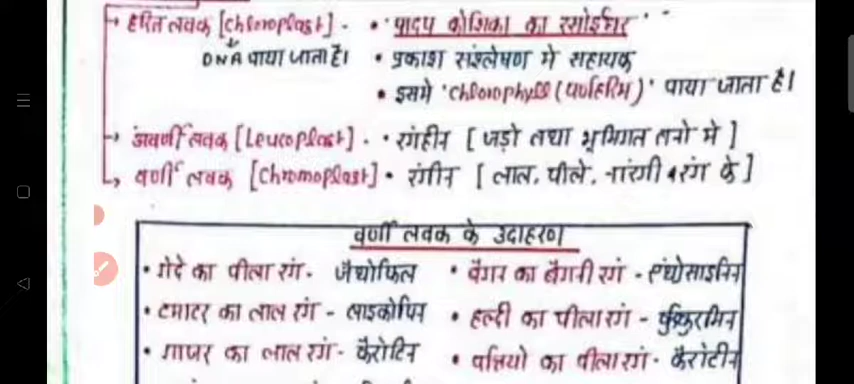 हरित लवक [Chloroplast] - • 'पादप कोशिका का रसोईघर'
DNA पाया जाता है। • प्रकाश संश्लेषण मे सहायक
• इसमे 'Chlorophyll (पर्णहरिम)' पाया जाता है।
अवर्णी लवक [Leucoplast] - • रंगहीन [ जड़ो तथा भूमिगत तनो मे ]
वर्णी लवक [Chromoplast] • रंगीन [ लाल, पीले, नारंगी रंग के ]
वर्णी लवक के उदाहरण
• गेंदे का पीला रंग - जैथोफिल • बैगन का बैगनी रंग - एंथोसाइनिन
• टमाटर का लाल रंग - लाइकोपिन • हल्दी का पीला रंग -
• गाजर का लाल रंग - कैरोटिन • पत्तियो का पीला रंग - कैरोटीन